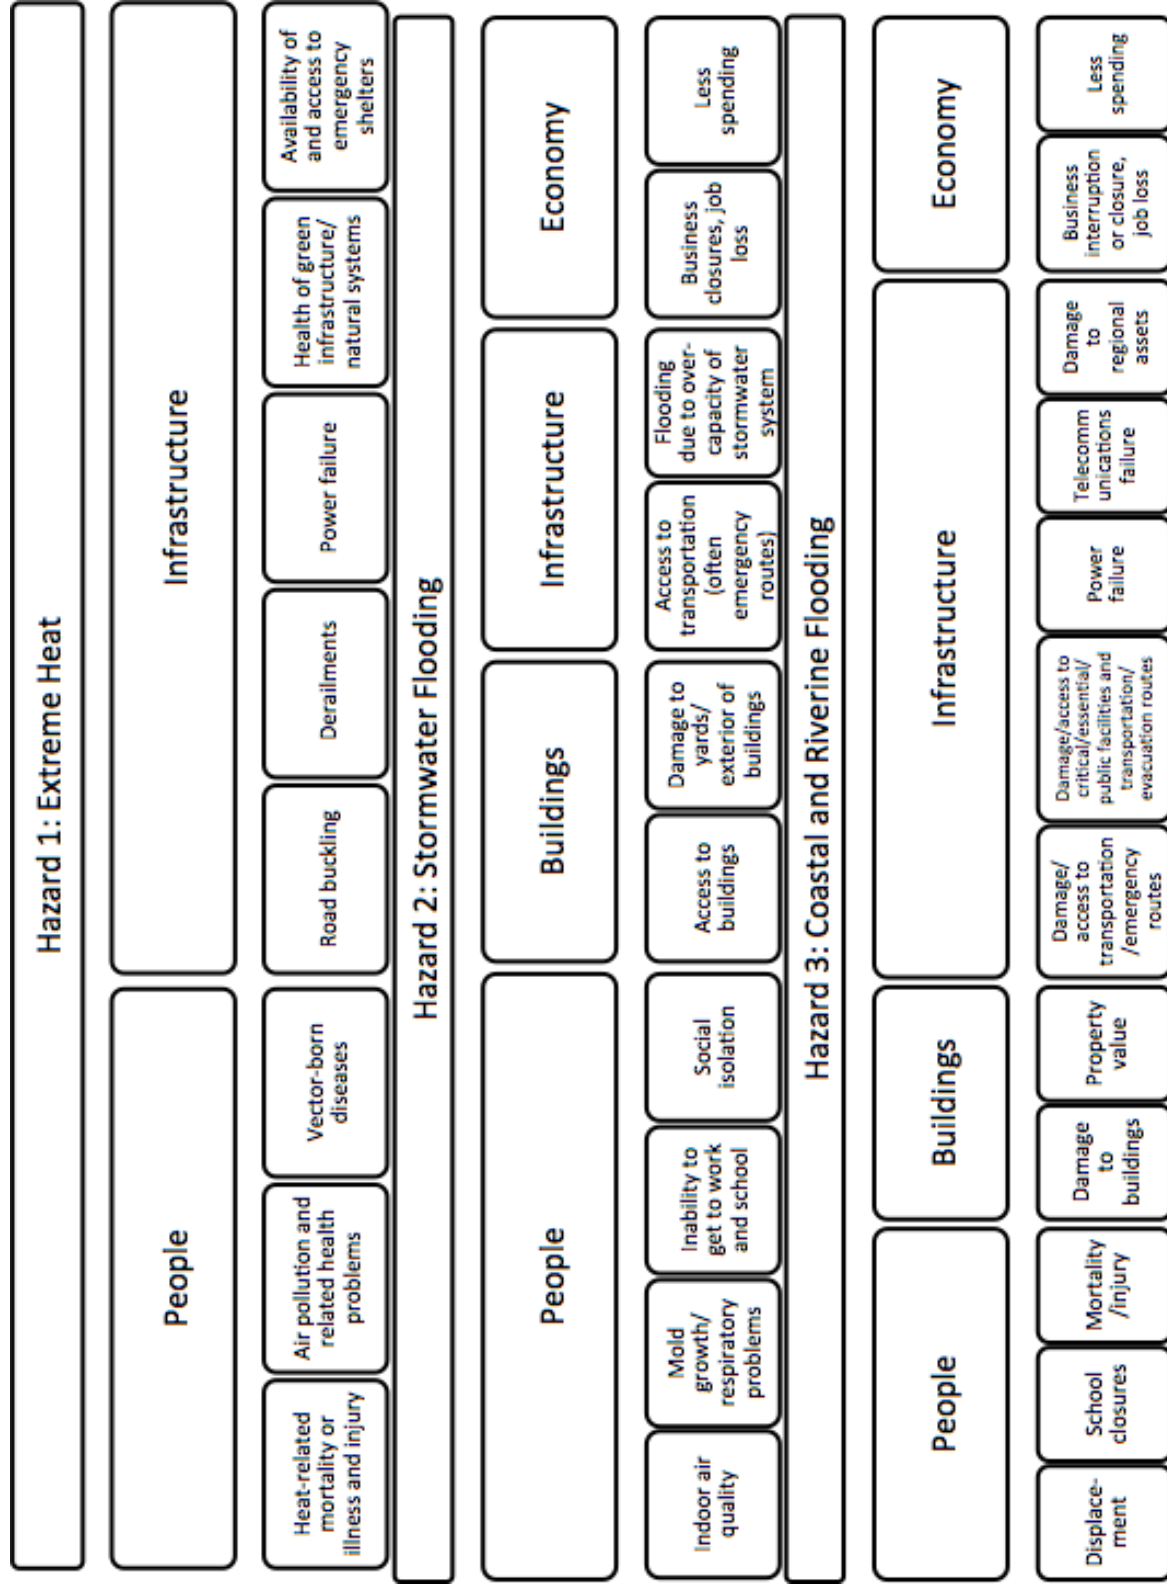 Hazard 1: Extreme Heat
People
Infrastructure
Heat-related
mortality or
illness and injury
Air pollution and
related health
problems
Vector-born
diseases
Road buckling
Derailments
Power failure
Health of green
infrastructure/
natural systems
Availability of
and access to
emergency
shelters
Hazard 2: Stormwater Flooding
People
Buildings
Infrastructure
Economy
Indoor air
quality
Mold
growth/
respiratory
problems
Inability to
get to work
and school
Social
isolation
Access to
buildings
Damage to
yards/
exterior of
buildings
Access to
transportation
(often
emergency
routes)
Flooding
due to over-
capacity of
stormwater
system
Business
closures, job
loss
Less
spending
Hazard 3: Coastal and Riverine Flooding
People
Buildings
Infrastructure
Economy
Displace-
ment
School
closures
Mortality
/injury
Damage
to
buildings
Property
value
Damage/
access to
transportation
/emergency
routes
Damage/access to
critical/essential/
public facilities and
transportation/
evacuation routes
Power
failure
Telecomm
unications
failure
Damage
to
regional
assets
Business
interruption
or closure,
job loss
Less
spending